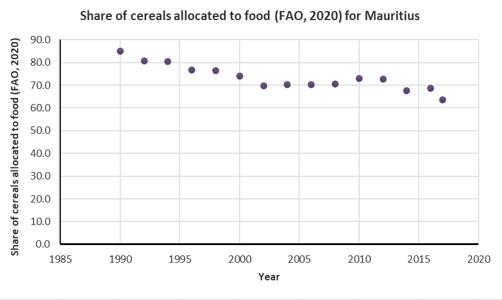 Share of cereals allocated to food (FAO, 2020) for Mauritius
Share of cereals allocated to food (FAO, 2020)
90.0
80.0
70.0
60.0
50.0
40.0
30.0
20.0
10.0
0.0
1985 1990 1995 2000 2005 2010 2015 2020
Year